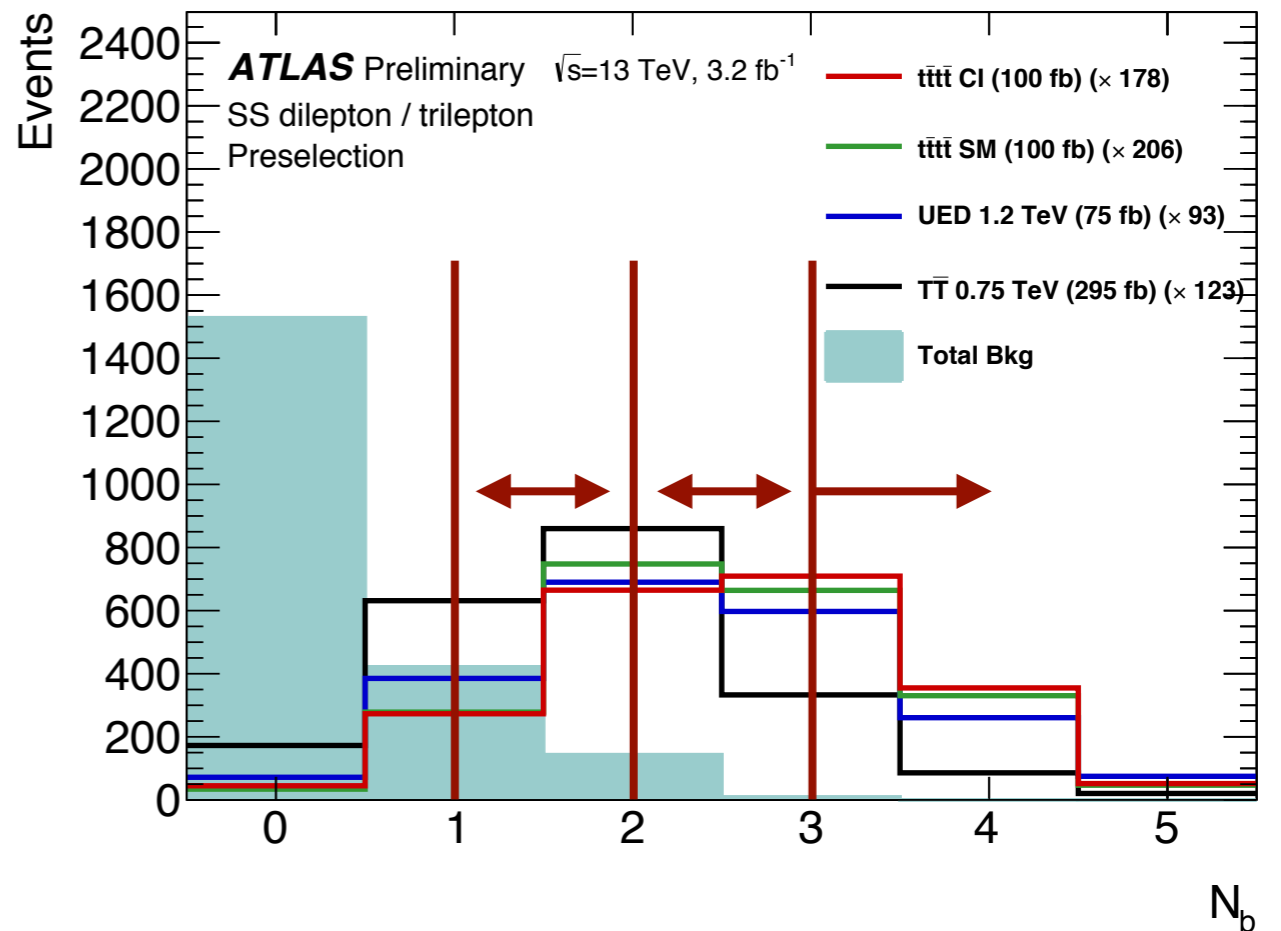 Events
2400
2200
2000
1800
1600
1400
1200
1000
800
600
400
200
0
ATLAS Preliminary √s=13 TeV, 3.2 fb⁻¹
SS dilepton / trilepton
Preselection
tt̄tt̄ CI (100 fb) (× 178)
tt̄tt̄ SM (100 fb) (× 206)
UED 1.2 TeV (75 fb) (× 93)
TT̄ 0.75 TeV (295 fb) (× 123)
Total Bkg
0 1 2 3 4 5
N_b